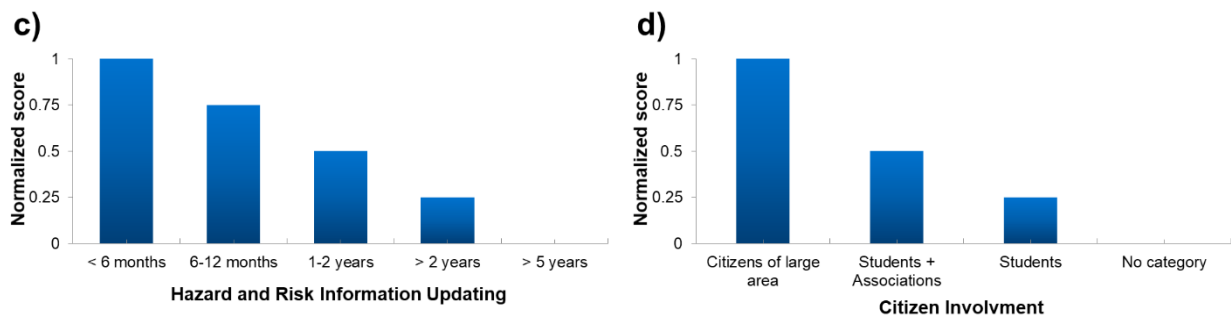 c)
Normalized score
1
0.75
0.5
0.25
0
< 6 months
6-12 months
1-2 years
> 2 years
> 5 years
Hazard and Risk Information Updating
d)
Normalized score
1
0.75
0.5
0.25
0
Citizens of large
area
Students +
Associations
Students
No category
Citizen Involvment